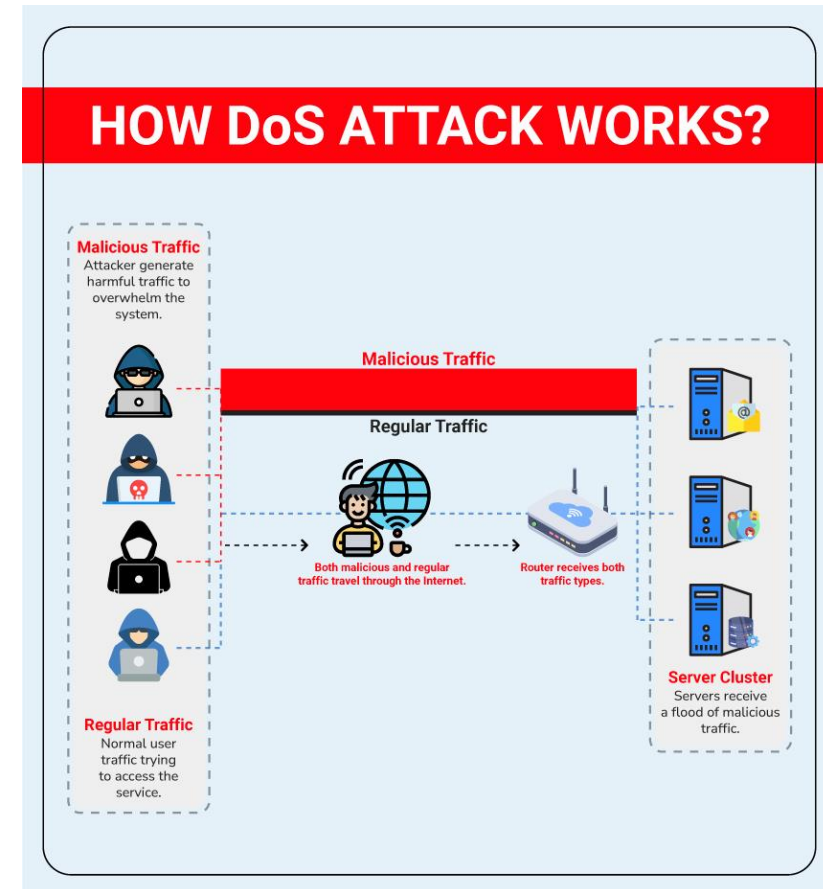 HOW DoS ATTACK WORKS?
Malicious Traffic
Attacker generate
harmful traffic to
overwhelm the
system.
Malicious Traffic
Regular Traffic
Both malicious and regular
traffic travel through the Internet.
Router receives both
traffic types.
@
Server Cluster
Servers receive
a flood of malicious
traffic.
Regular Traffic
Normal user
traffic trying
to access the
service.